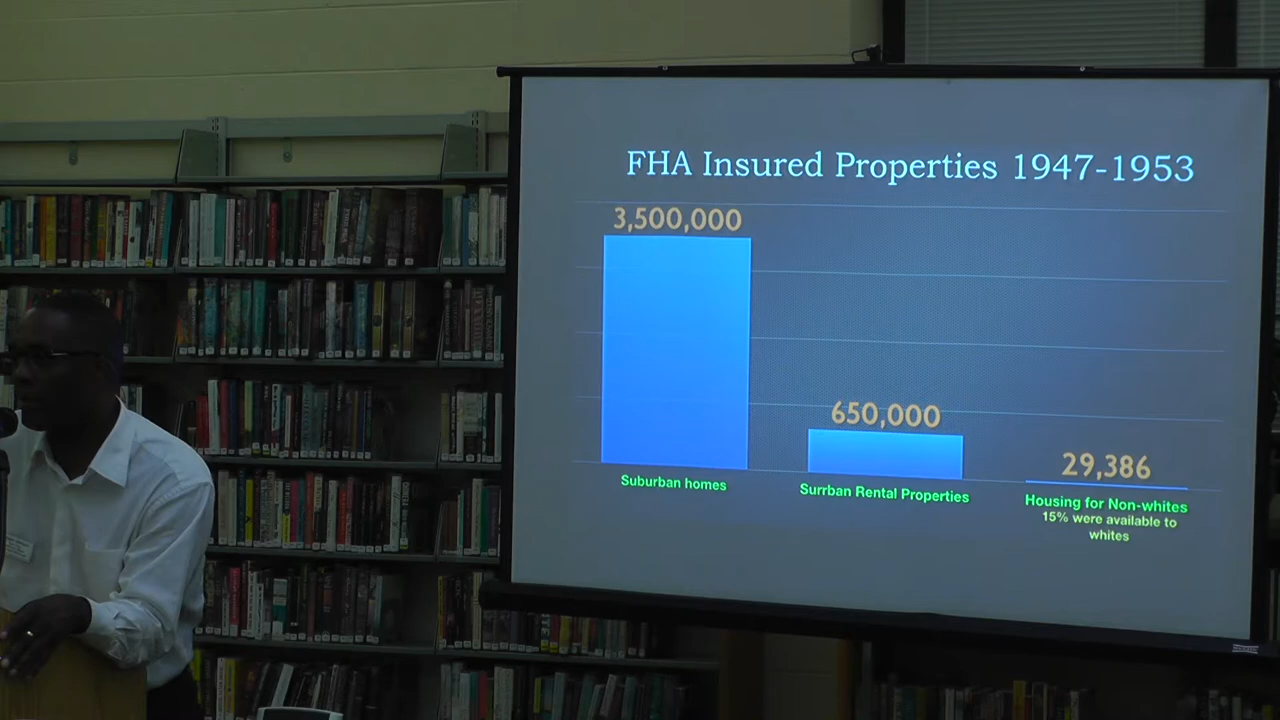 FHA Insured Properties 1947-1953
3,500,000
650,000
29,386
Suburban homes
Surrban Rental Properties
Housing for Non-whites
15% were available to
whites